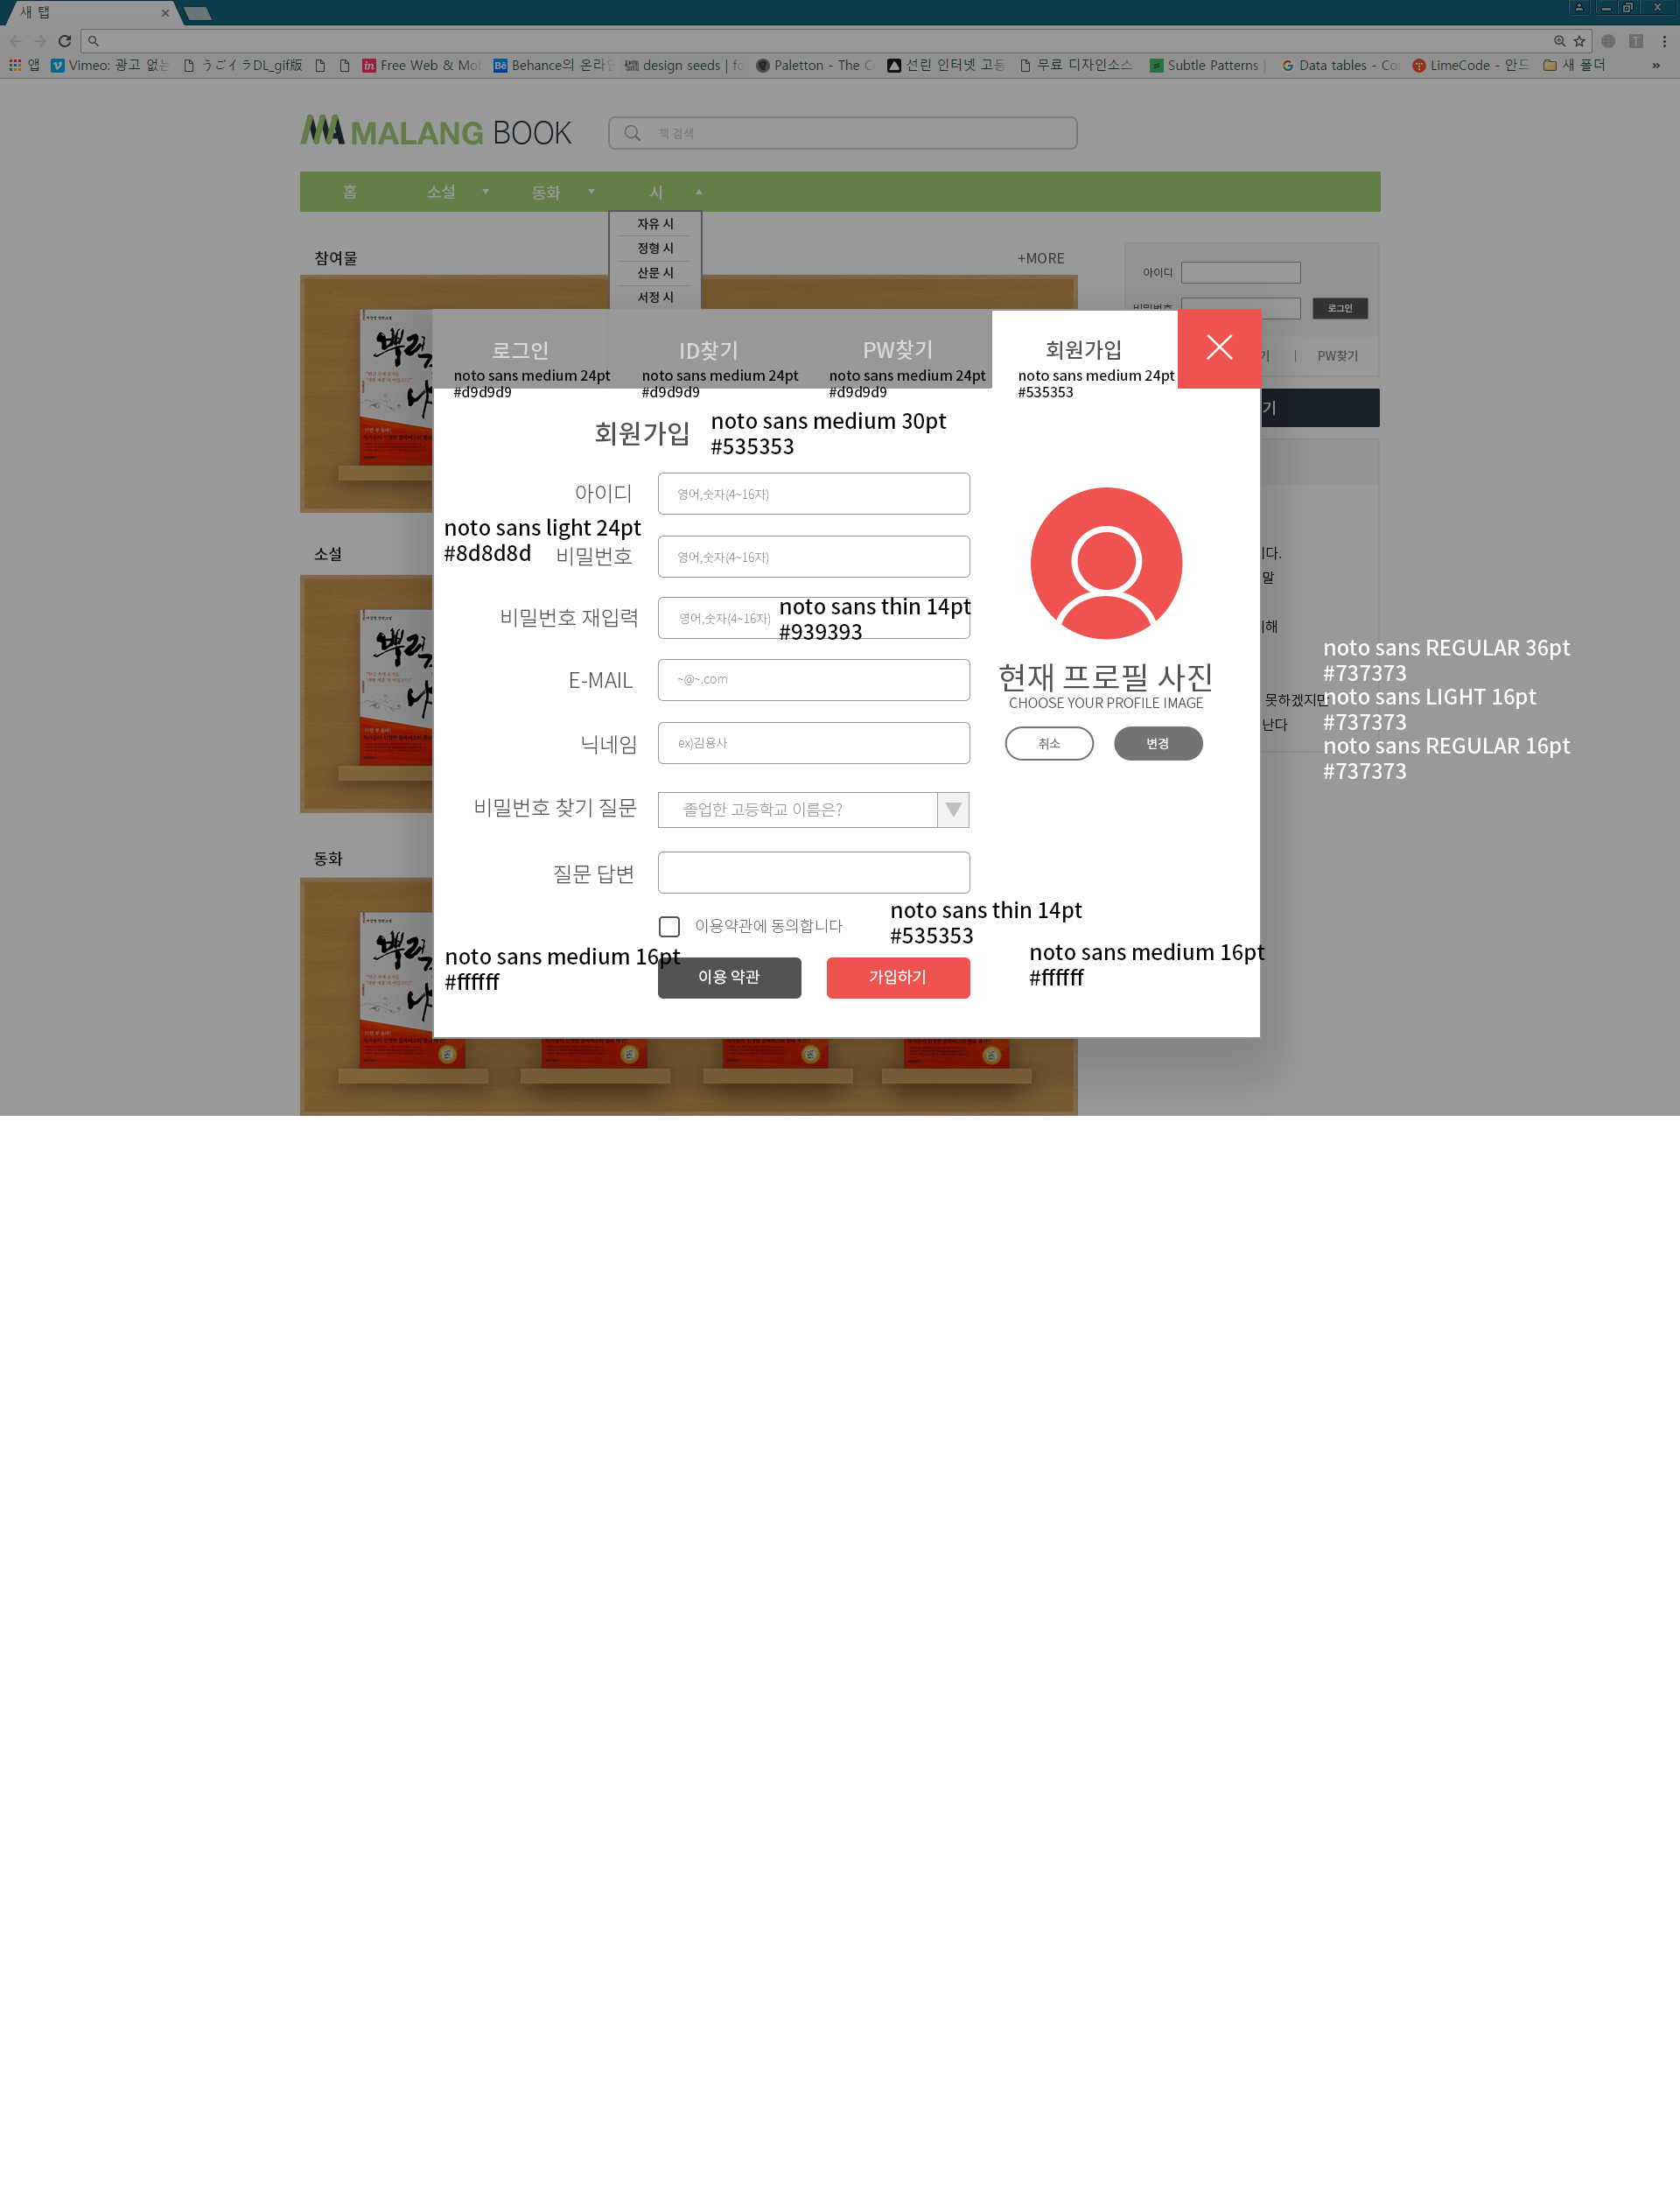 새 탭
앱
Vimeo: 광고 없는
うごイラDL_gif版
Free Web & Mo
Behance의 온라인
design seeds | fo
Paletton - The C
선린 인터넷 고등
무료 디자인소스
Subtle Patterns |
Data tables - Co
LimeCode - 안드
새 폴더
»
MALANG BOOK
책 검색
홈
소설
동화
시
자유 시
정형 시
산문 시
서정 시
참여물
+MORE
아이디
비밀번호
로그인
기
PW찾기
기
로그인
ID찾기
PW찾기
회원가입
noto sans medium 24pt
#d9d9d9
noto sans medium 24pt
#d9d9d9
noto sans medium 24pt
#d9d9d9
noto sans medium 24pt
#535353
회원가입
noto sans medium 30pt
#535353
아이디
영어,숫자(4~16자)
noto sans light 24pt
#8d8d8d
비밀번호
영어,숫자(4~16자)
비밀번호 재입력
영어,숫자(4~16자)
noto sans thin 14pt
#939393
E-MAIL
~@~.com
닉네임
ex)김용사
비밀번호 찾기 질문
졸업한 고등학교 이름은?
질문 답변
이용약관에 동의합니다
noto sans thin 14pt
#535353
noto sans medium 16pt
#ffffff
이용 약관
가입하기
noto sans medium 16pt
#ffffff
현재 프로필 사진
CHOOSE YOUR PROFILE IMAGE
취소
변경
noto sans REGULAR 36pt
#737373
noto sans LIGHT 16pt
#737373
noto sans REGULAR 16pt
#737373
다.
말
해
못하겠지만
난다
소설
동화